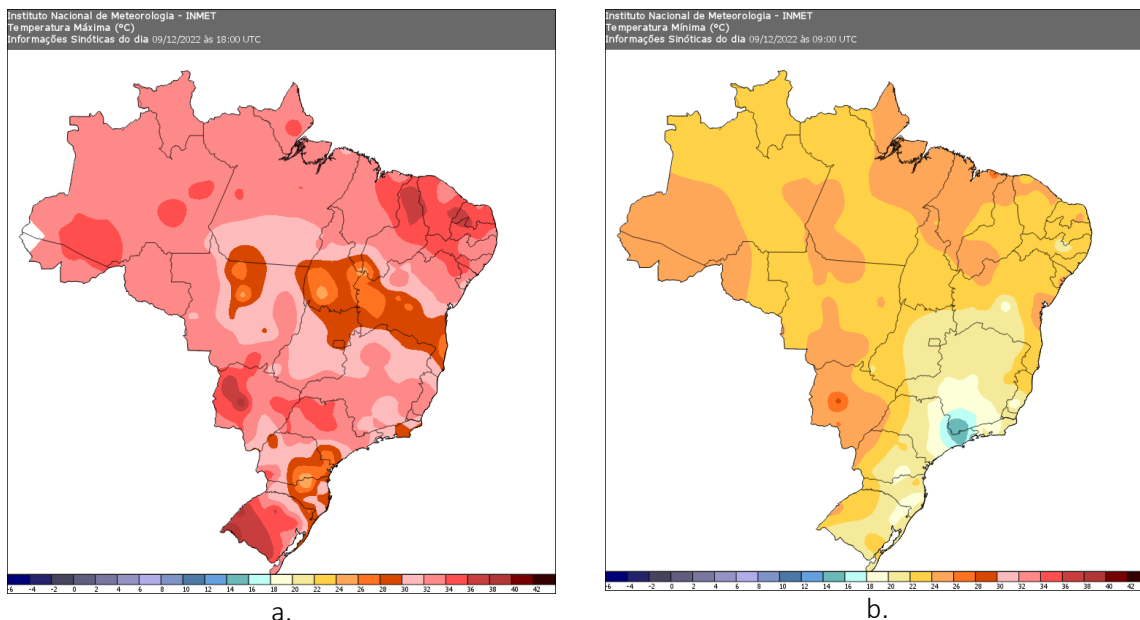 Instituto Nacional de Meteorologia - INMET
Temperatura Máxima (°C)
Informações Sinóticas do dia 09/12/2022 às 18:00 UTC
-6 -4 -2 0 2 4 6 8 10 12 14 16 18 20 22 24 26 28 30 32 34 36 38 40 42
a.
Instituto Nacional de Meteorologia - INMET
Temperatura Mínima (°C)
Informações Sinóticas do dia 09/12/2022 às 09:00 UTC
-6 -4 -2 0 2 4 6 8 10 12 14 16 18 20 22 24 26 28 30 32 34 36 38 40 42
b.